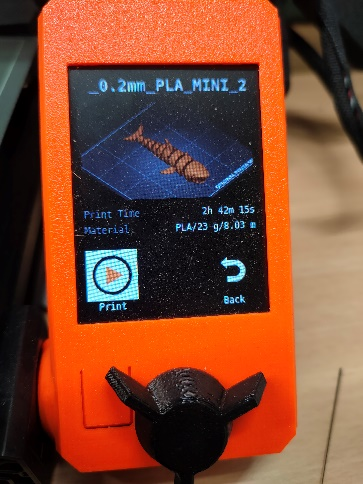 _0.2mm_PLA_MINI_2
Print Time 2h 42m 15s
Material PLA/23 g/8.03 m
Print Back